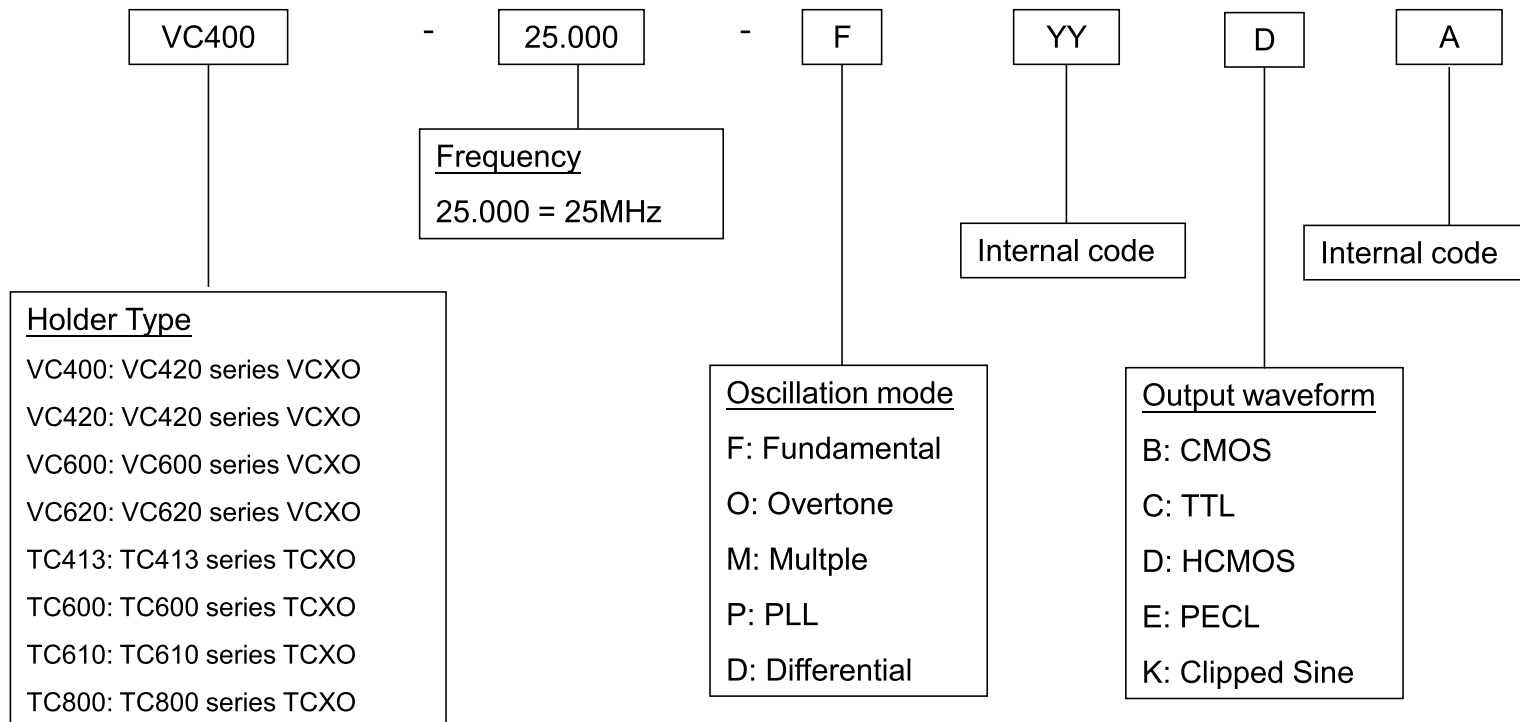 VC400 - 25.000 - F YY D A
Frequency
25.000 = 25MHz
Internal code
Internal code
Holder Type
VC400: VC420 series VCXO
VC420: VC420 series VCXO
VC600: VC600 series VCXO
VC620: VC620 series VCXO
TC413: TC413 series TCXO
TC600: TC600 series TCXO
TC610: TC610 series TCXO
TC800: TC800 series TCXO
Oscillation mode
F: Fundamental
O: Overtone
M: Multple
P: PLL
D: Differential
Output waveform
B: CMOS
C: TTL
D: HCMOS
E: PECL
K: Clipped Sine